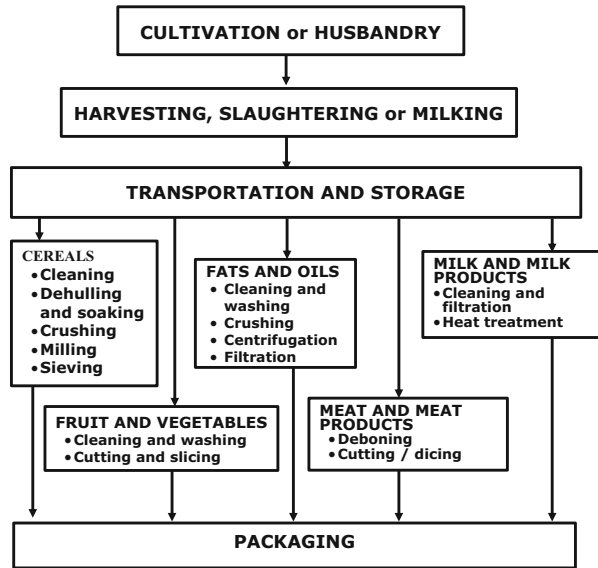 CULTIVATION or HUSBANDRY
HARVESTING, SLAUGHTERING or MILKING
TRANSPORTATION AND STORAGE
CEREALS
•Cleaning
•Dehulling
and soaking
•Crushing
•Milling
•Sieving
FRUIT AND VEGETABLES
•Cleaning and washing
•Cutting and slicing
FATS AND OILS
• Cleaning and
washing
• Crushing
• Centrifugation
• Filtration
MEAT AND MEAT
PRODUCTS
•Deboning
•Cutting / dicing
MILK AND MILK
PRODUCTS
•Cleaning and
filtration
•Heat treatment
PACKAGING